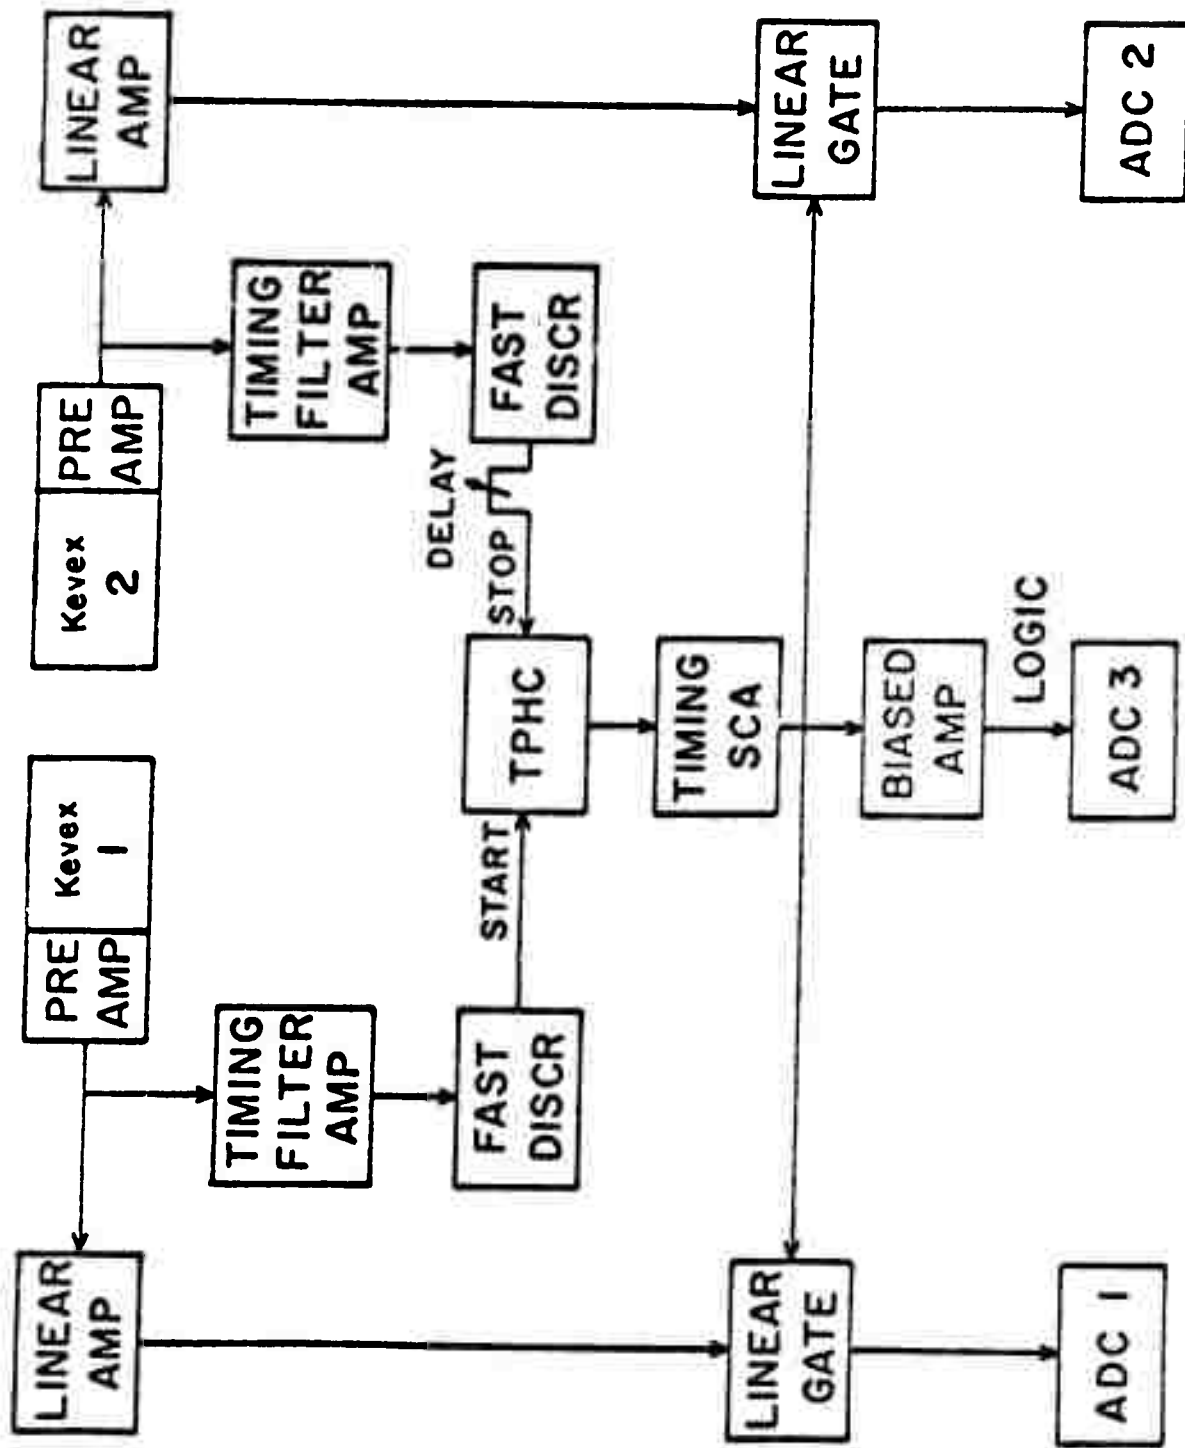 LINEAR
AMP
PRE
AMP
Kevex
1
Kevex
2
PRE
AMP
LINEAR
AMP
TIMING
FILTER
AMP
TIMING
FILTER
AMP
FAST
DISCR
START
TPHC
STOP
DELAY
FAST
DISCR
TIMING
SCA
LINEAR
GATE
BIASED
AMP
LINEAR
GATE
LOGIC
ADC 1
ADC 3
ADC 2